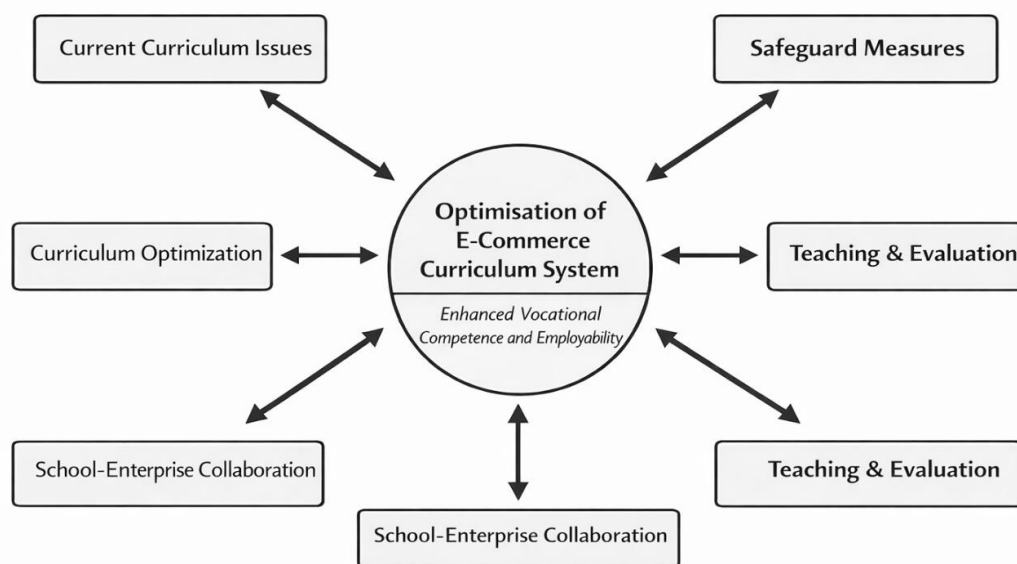 Current Curriculum Issues
Safeguard Measures
Optimisation of
E-Commerce
Curriculum System
Enhanced Vocational
Competence and Employability
Curriculum Optimization
Teaching & Evaluation
School-Enterprise Collaboration
Teaching & Evaluation
School-Enterprise Collaboration